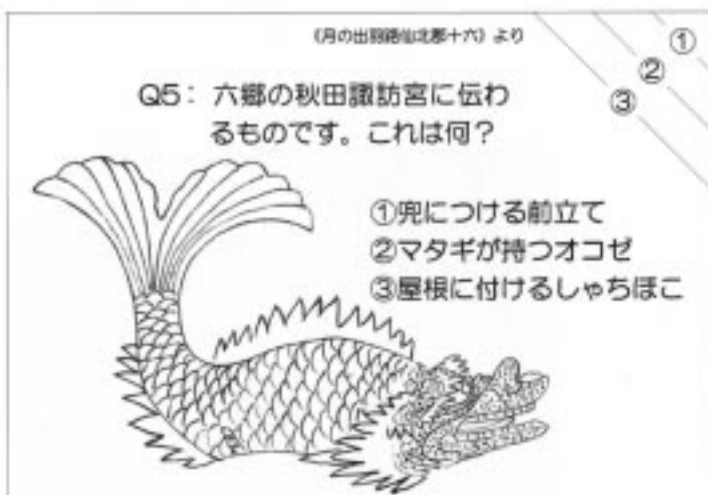 《月の出羽路仙北郡十六》より
①
②
③
Q5：六郷の秋田諏訪宮に伝わ
るものです。これは何？
①兜につける前立て
②マタギが持つオコゼ
③屋根に付けるしゃちほこ